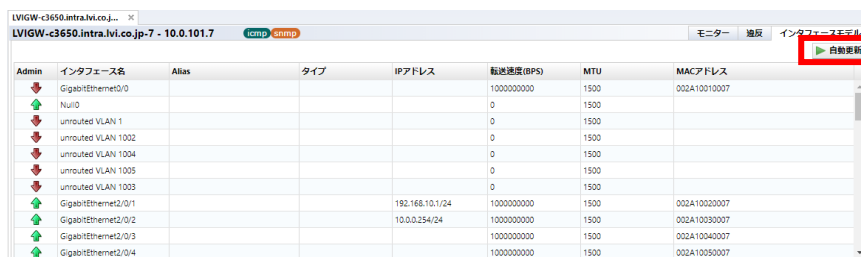 LVIGW-c3650.intra.lvi.co.j... ×
LVIGW-c3650.intra.lvi.co.jp-7 - 10.0.101.7 icmp snmp モニター 違反 インタフェースモデル
自動更新
Admin インタフェース名 Alias タイプ IPアドレス 転送速度(BPS) MTU MACアドレス
GigabitEthernet0/0 1000000000 1500 002A10010007
Null0 0 1500
unrouted VLAN 1 0 1500
unrouted VLAN 1002 0 1500
unrouted VLAN 1004 0 1500
unrouted VLAN 1005 0 1500
unrouted VLAN 1003 0 1500
GigabitEthernet2/0/1 192.168.10.1/24 1000000000 1500 002A10020007
GigabitEthernet2/0/2 10.0.0.254/24 1000000000 1500 002A10030007
GigabitEthernet2/0/3 1000000000 1500 002A10040007
GigabitEthernet2/0/4 1000000000 1500 002A10050007